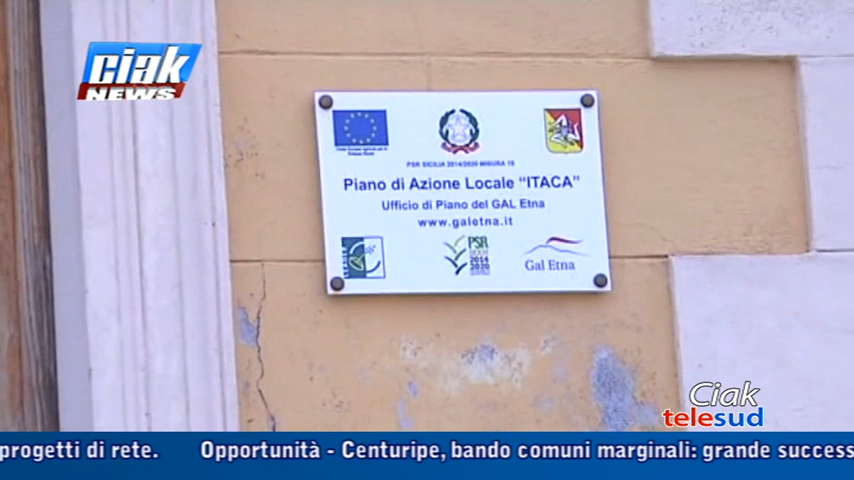 ciak
NEWS
PSR SICILIA 2014/2020 MISURA 19
Piano di Azione Locale “ITACA”
Ufficio di Piano del GAL Etna
www.galetna.it
LEADER
PSR
SICILIA
2014
2020
Gal Etna
Ciak
telesud
progetti di rete. Opportunità - Centuripe, bando comuni marginali: grande success